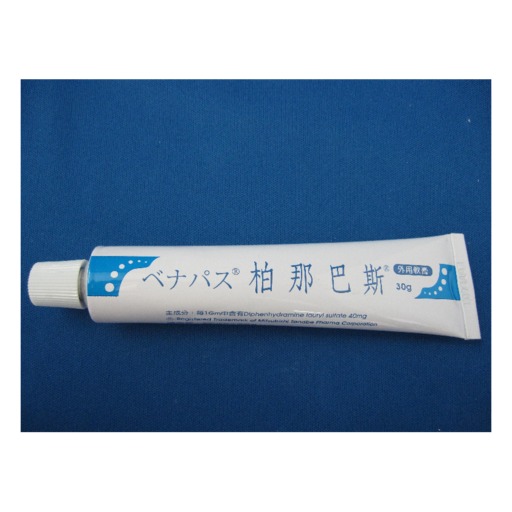 ベナパス® 柏那巴斯®
外用軟膏
30g
主成分：每1Gm中含有Diphenhydramine lauryl sulfate 40mg
®: Registered Trademark of Mitsubishi Tanabe Pharma Corporation